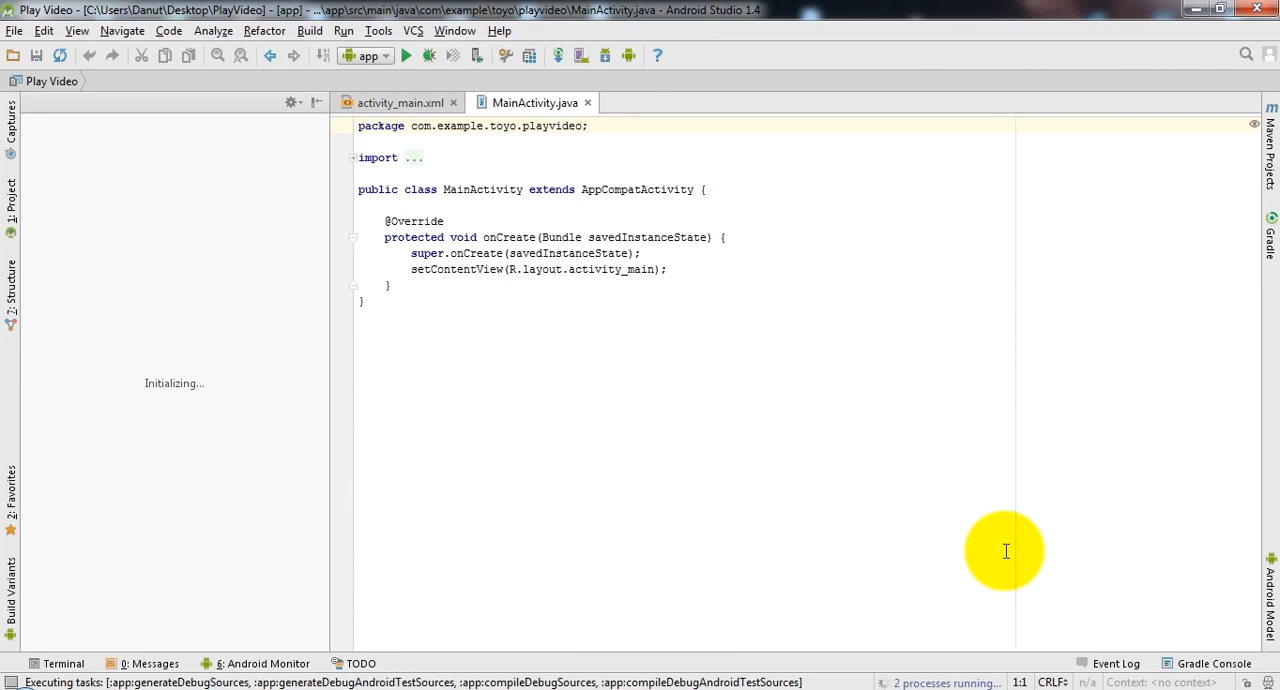 Play Video - [C:\Users\Danut\Desktop\PlayVideo] - [app] - ...\app\src\main\java\com\example\toyo\playvideo\MainActivity.java - Android Studio 1.4
File Edit View Navigate Code Analyze Refactor Build Run Tools VCS Window Help
app
Play Video
activity_main.xml
MainActivity.java
Captures
1: Project
7: Structure
2: Favorites
Build Variants
Initializing...
package com.example.toyo.playvideo;
import ...
public class MainActivity extends AppCompatActivity {
@Override
protected void onCreate(Bundle savedInstanceState) {
super.onCreate(savedInstanceState);
setContentView(R.layout.activity_main);
}
}
Maven Projects
Gradle
Android Model
Terminal 0: Messages 6: Android Monitor TODO Event Log Gradle Console
Executing tasks: [:app:generateDebugSources, :app:generateDebugAndroidTestSources, :app:compileDebugSources, :app:compileDebugAndroidTestSources] 2 processes running... 1:1 CRLF n/a Context: <no context>